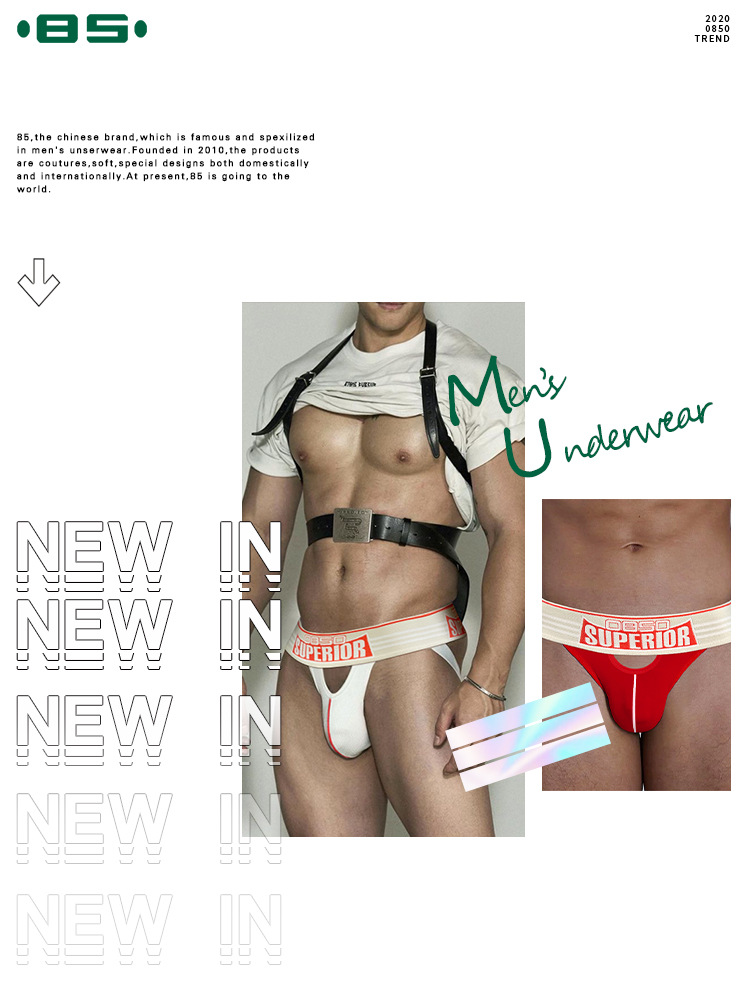 85
2020
0850
TREND
85,the chinese brand,which is famous and spexilized
in men's unserwear.Founded in 2010,the products
are coutures,soft,special designs both domestically
and internationally.At present,85 is going to the
world.
Men's
Underwear
NEW IN
NEW IN
NEW IN
NEW IN
NEW IN
0850
SUPERIOR
0850
SUPERIOR